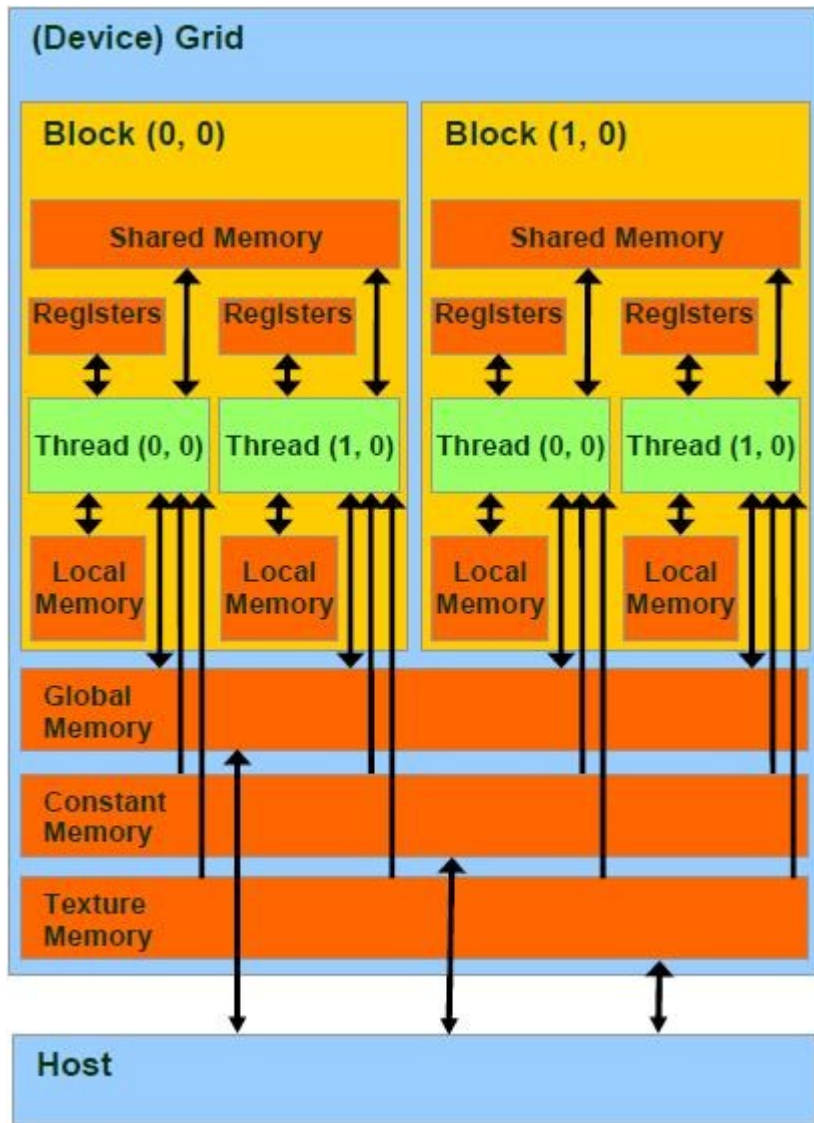 (Device) Grid
Block (0, 0)
Block (1, 0)
Shared Memory
Shared Memory
Registers
Registers
Registers
Registers
Thread (0, 0)
Thread (1, 0)
Thread (0, 0)
Thread (1, 0)
Local
Memory
Local
Memory
Local
Memory
Local
Memory
Global
Memory
Constant
Memory
Texture
Memory
Host